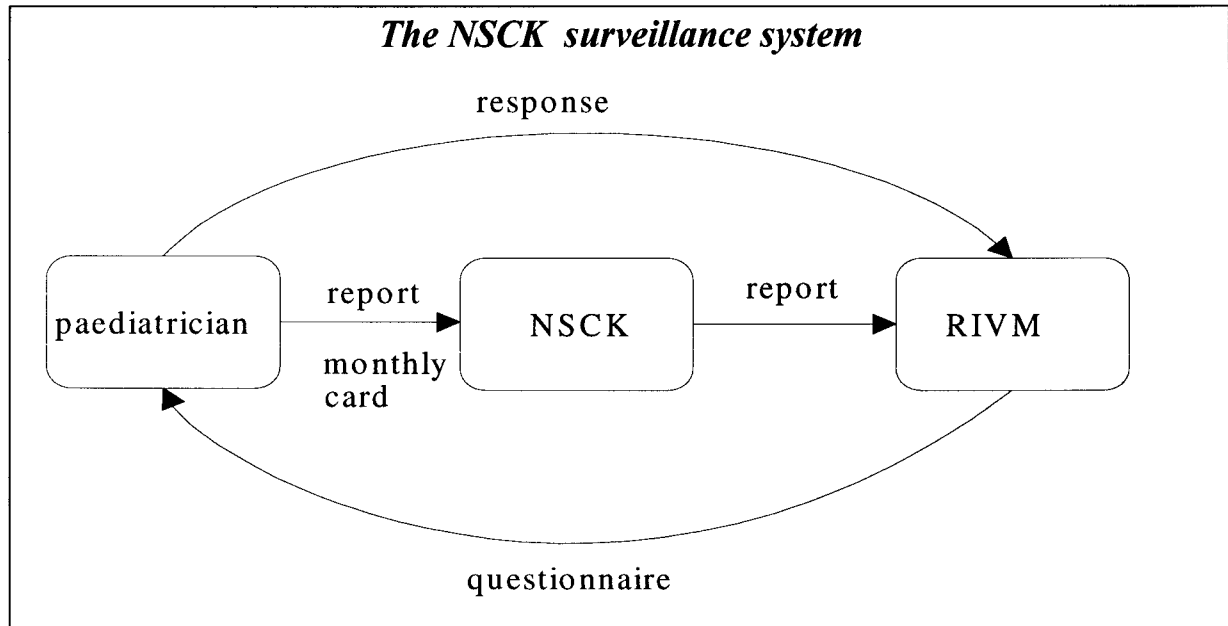 The NSCK surveillance system
response
paediatrician
report
monthly
card
NSCK
report
RIVM
questionnaire